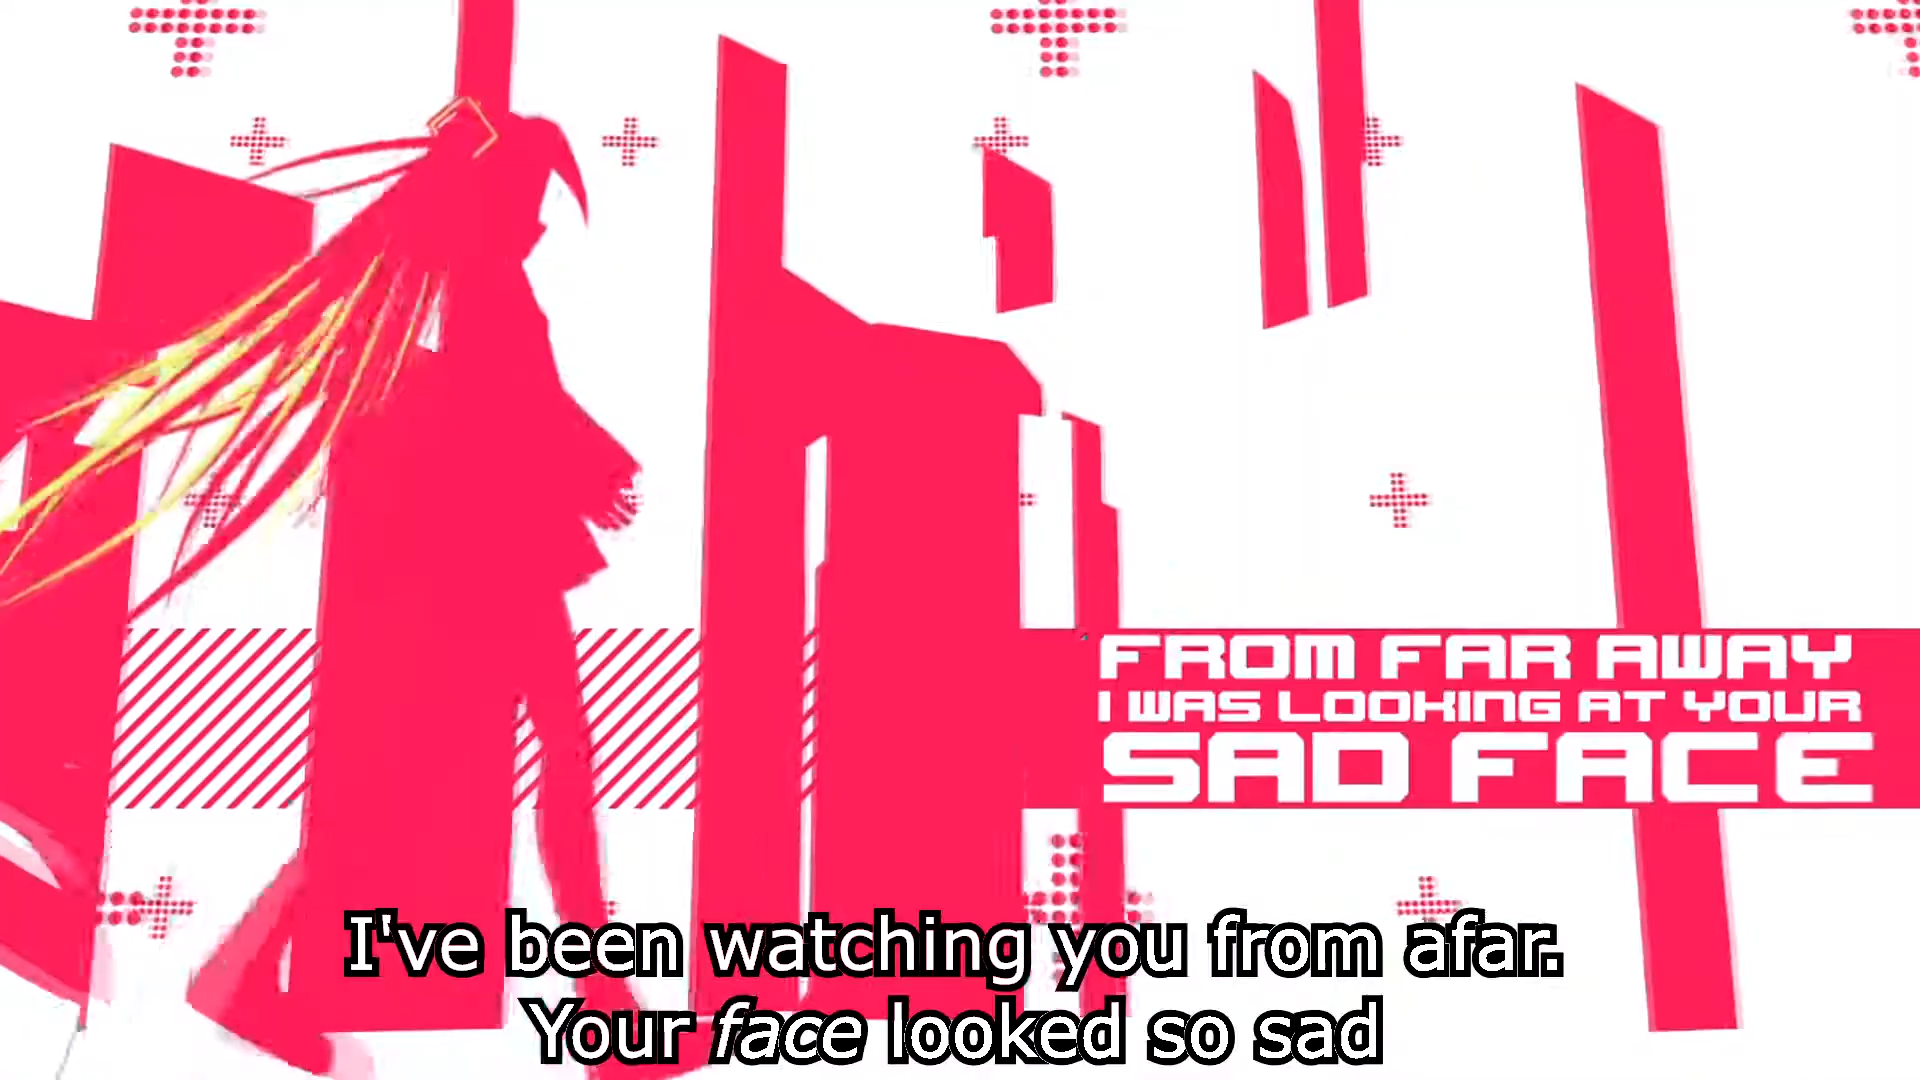 FROM FAR AWAY
I WAS LOOKING AT YOUR
SAD FACE
I've been watching you from afar.
Your face looked so sad